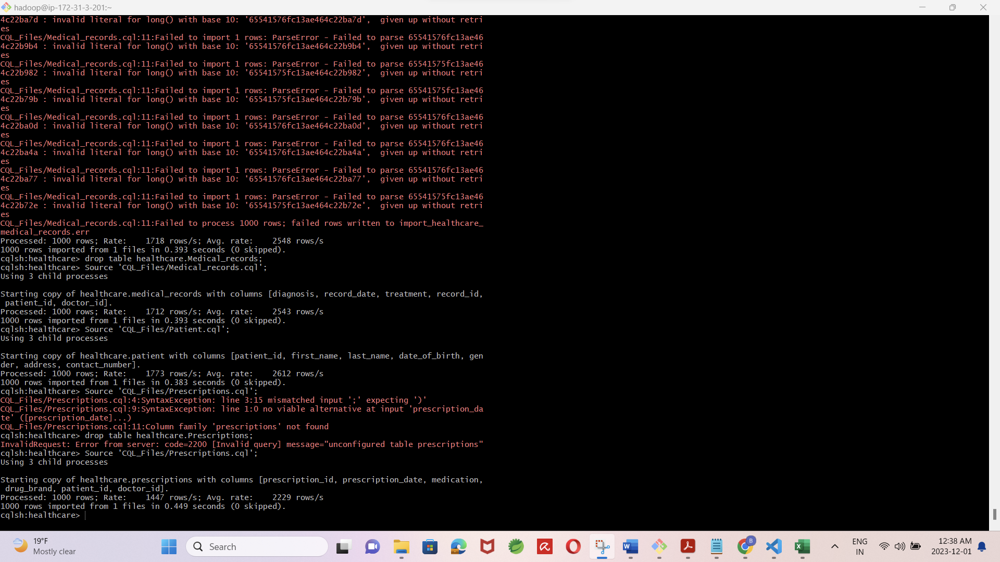 hadoop@ip-172-31-3-201:~
4c22ba7d : invalid literal for long() with base 10: '65541576fc13ae464c22ba7d',  given up without retri
es
CQL_Files/Medical_records.cql:11:Failed to import 1 rows: ParseError - Failed to parse 65541576fc13ae46
4c22b9b4 : invalid literal for long() with base 10: '65541576fc13ae464c22b9b4',  given up without retri
es
CQL_Files/Medical_records.cql:11:Failed to import 1 rows: ParseError - Failed to parse 65541575fc13ae46
4c22b982 : invalid literal for long() with base 10: '65541575fc13ae464c22b982',  given up without retri
es
CQL_Files/Medical_records.cql:11:Failed to import 1 rows: ParseError - Failed to parse 65541575fc13ae46
4c22b79b : invalid literal for long() with base 10: '65541575fc13ae464c22b79b',  given up without retri
es
CQL_Files/Medical_records.cql:11:Failed to import 1 rows: ParseError - Failed to parse 65541576fc13ae46
4c22ba0d : invalid literal for long() with base 10: '65541576fc13ae464c22ba0d',  given up without retri
es
CQL_Files/Medical_records.cql:11:Failed to import 1 rows: ParseError - Failed to parse 65541576fc13ae46
4c22ba4a : invalid literal for long() with base 10: '65541576fc13ae464c22ba4a',  given up without retri
es
CQL_Files/Medical_records.cql:11:Failed to import 1 rows: ParseError - Failed to parse 65541576fc13ae46
4c22ba77 : invalid literal for long() with base 10: '65541576fc13ae464c22ba77',  given up without retri
es
CQL_Files/Medical_records.cql:11:Failed to import 1 rows: ParseError - Failed to parse 65541575fc13ae46
4c22b72e : invalid literal for long() with base 10: '65541575fc13ae464c22b72e',  given up without retri
es
CQL_Files/Medical_records.cql:11:Failed to process 1000 rows; failed rows written to import_healthcare_
medical_records.err
Processed: 1000 rows; Rate:    1718 rows/s; Avg. rate:    2548 rows/s
1000 rows imported from 1 files in 0.393 seconds (0 skipped).
cqlsh:healthcare> drop table healthcare.Medical_records;
cqlsh:healthcare> Source 'CQL_Files/Medical_records.cql';
Using 3 child processes
Starting copy of healthcare.medical_records with columns [diagnosis, record_date, treatment, record_id,
 patient_id, doctor_id].
Processed: 1000 rows; Rate:    1712 rows/s; Avg. rate:    2543 rows/s
1000 rows imported from 1 files in 0.393 seconds (0 skipped).
cqlsh:healthcare> Source 'CQL_Files/Patient.cql';
Using 3 child processes
Starting copy of healthcare.patient with columns [patient_id, first_name, last_name, date_of_birth, gen
der, address, contact_number].
Processed: 1000 rows; Rate:    1773 rows/s; Avg. rate:    2612 rows/s
1000 rows imported from 1 files in 0.383 seconds (0 skipped).
cqlsh:healthcare> Source 'CQL_Files/Prescriptions.cql';
CQL_Files/Prescriptions.cql:4:SyntaxException: line 3:15 mismatched input ';' expecting ')'
CQL_Files/Prescriptions.cql:9:SyntaxException: line 1:0 no viable alternative at input 'prescription_da
te' ([prescription_date]...)
CQL_Files/Prescriptions.cql:11:Column family 'prescriptions' not found
cqlsh:healthcare> drop table healthcare.Prescriptions;
InvalidRequest: Error from server: code=2200 [Invalid query] message="unconfigured table prescriptions"
cqlsh:healthcare> Source 'CQL_Files/Prescriptions.cql';
Using 3 child processes
Starting copy of healthcare.prescriptions with columns [prescription_id, prescription_date, medication,
 drug_brand, patient_id, doctor_id].
Processed: 1000 rows; Rate:    1447 rows/s; Avg. rate:    2229 rows/s
1000 rows imported from 1 files in 0.449 seconds (0 skipped).
cqlsh:healthcare>
19°F
Mostly clear
Search
B
ENG
IN
12:38 AM
2023-12-01